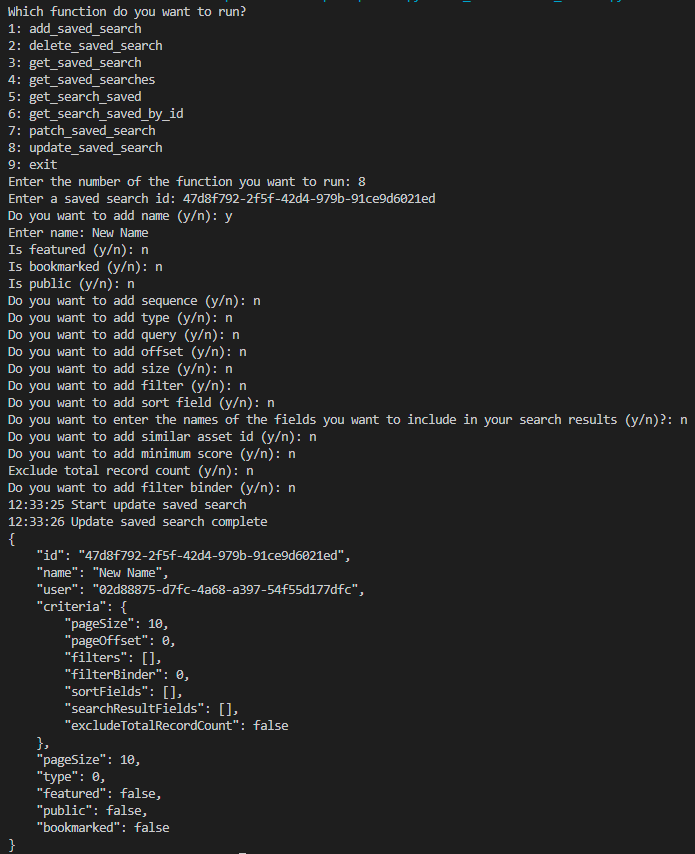 Which function do you want to run?
1: add_saved_search
2: delete_saved_search
3: get_saved_search
4: get_saved_searches
5: get_search_saved
6: get_search_saved_by_id
7: patch_saved_search
8: update_saved_search
9: exit
Enter the number of the function you want to run: 8
Enter a saved search id: 47d8f792-2f5f-42d4-979b-91ce9d6021ed
Do you want to add name (y/n): y
Enter name: New Name
Is featured (y/n): n
Is bookmarked (y/n): n
Is public (y/n): n
Do you want to add sequence (y/n): n
Do you want to add type (y/n): n
Do you want to add query (y/n): n
Do you want to add offset (y/n): n
Do you want to add size (y/n): n
Do you want to add filter (y/n): n
Do you want to add sort field (y/n): n
Do you want to enter the names of the fields you want to include in your search results (y/n)?: n
Do you want to add similar asset id (y/n): n
Do you want to add minimum score (y/n): n
Exclude total record count (y/n): n
Do you want to add filter binder (y/n): n
12:33:25 Start update saved search
12:33:26 Update saved search complete
{
    "id": "47d8f792-2f5f-42d4-979b-91ce9d6021ed",
    "name": "New Name",
    "user": "02d88875-d7fc-4a68-a397-54f55d177dfc",
    "criteria": {
        "pageSize": 10,
        "pageOffset": 0,
        "filters": [],
        "filterBinder": 0,
        "sortFields": [],
        "searchResultFields": [],
        "excludeTotalRecordCount": false
    },
    "pageSize": 10,
    "type": 0,
    "featured": false,
    "public": false,
    "bookmarked": false
}